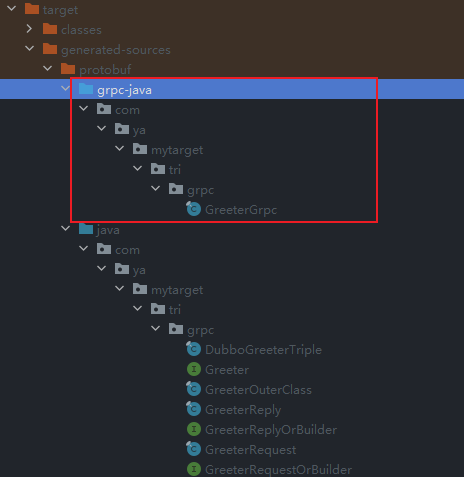 target
classes
generated-sources
protobuf
grpc-java
com
ya
mytarget
tri
grpc
GreeterGrpc
java
com
ya
mytarget
tri
grpc
DubboGreeterTriple
Greeter
GreeterOuterClass
GreeterReply
GreeterReplyOrBuilder
GreeterRequest
GreeterRequestOrBuilder